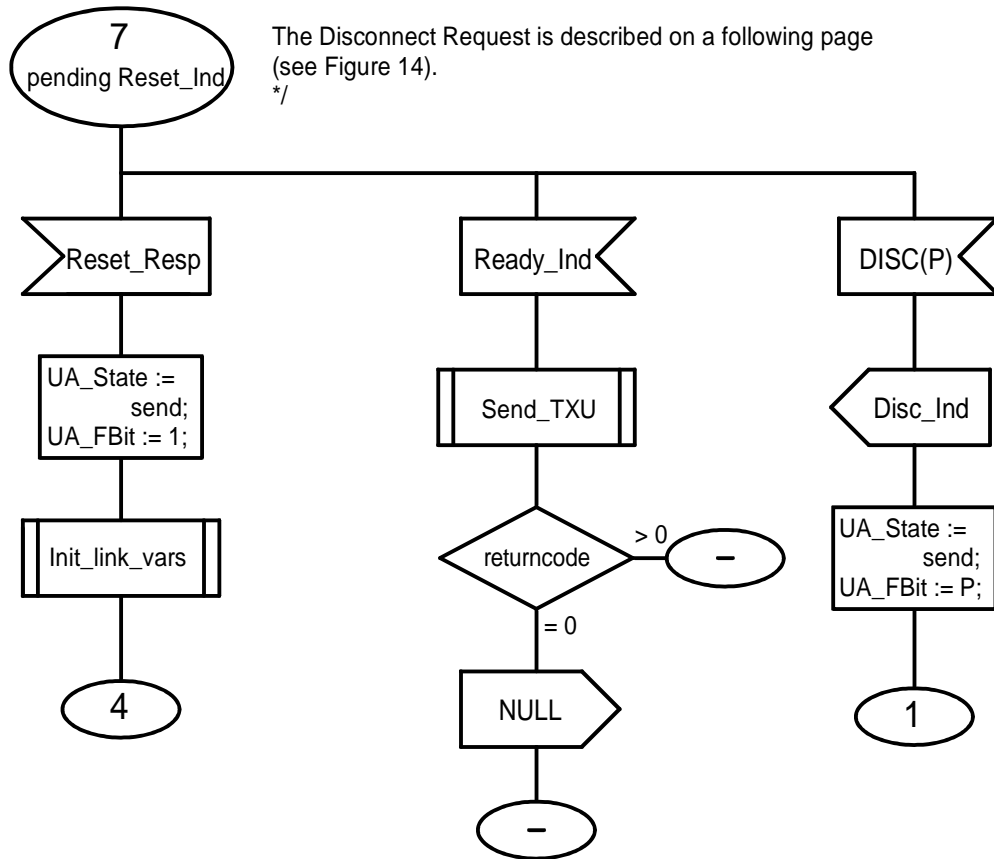 7
pending Reset_Ind
The Disconnect Request is described on a following page
(see Figure 14).
*/
Reset_Resp
Ready_Ind
DISC(P)
UA_State :=
send;
UA_FBit := 1;
Send_TXU
Disc_Ind
Init_link_vars
returncode
> 0
–
= 0
UA_State :=
send;
UA_FBit := P;
4
NULL
1
–